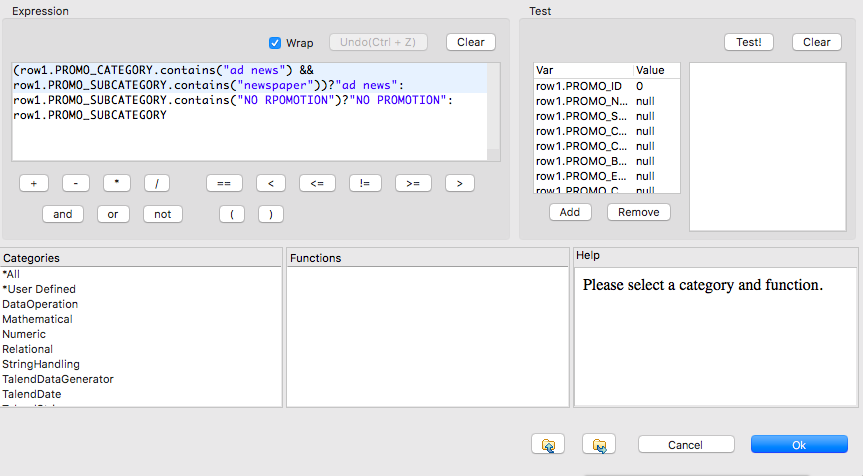 Expression
Wrap
Undo(Ctrl + Z)
Clear
(row1.PROMO_CATEGORY.contains("ad news") &&
row1.PROMO_SUBCATEGORY.contains("newspaper"))?"ad news":
row1.PROMO_SUBCATEGORY.contains("NO RPOMOTION")?"NO PROMOTION":
row1.PROMO_SUBCATEGORY
+ - * / == < <= != >= >
and or not ( )
Test
Test!
Clear
Var Value
row1.PROMO_ID 0
row1.PROMO_N... null
row1.PROMO_S... null
row1.PROMO_C... null
row1.PROMO_C... null
row1.PROMO_B... null
row1.PROMO_E... null
row1.PROMO_C null
Add Remove
Categories
*All
*User Defined
DataOperation
Mathematical
Numeric
Relational
StringHandling
TalendDataGenerator
TalendDate
Functions
Help
Please select a category and function.
Cancel
Ok